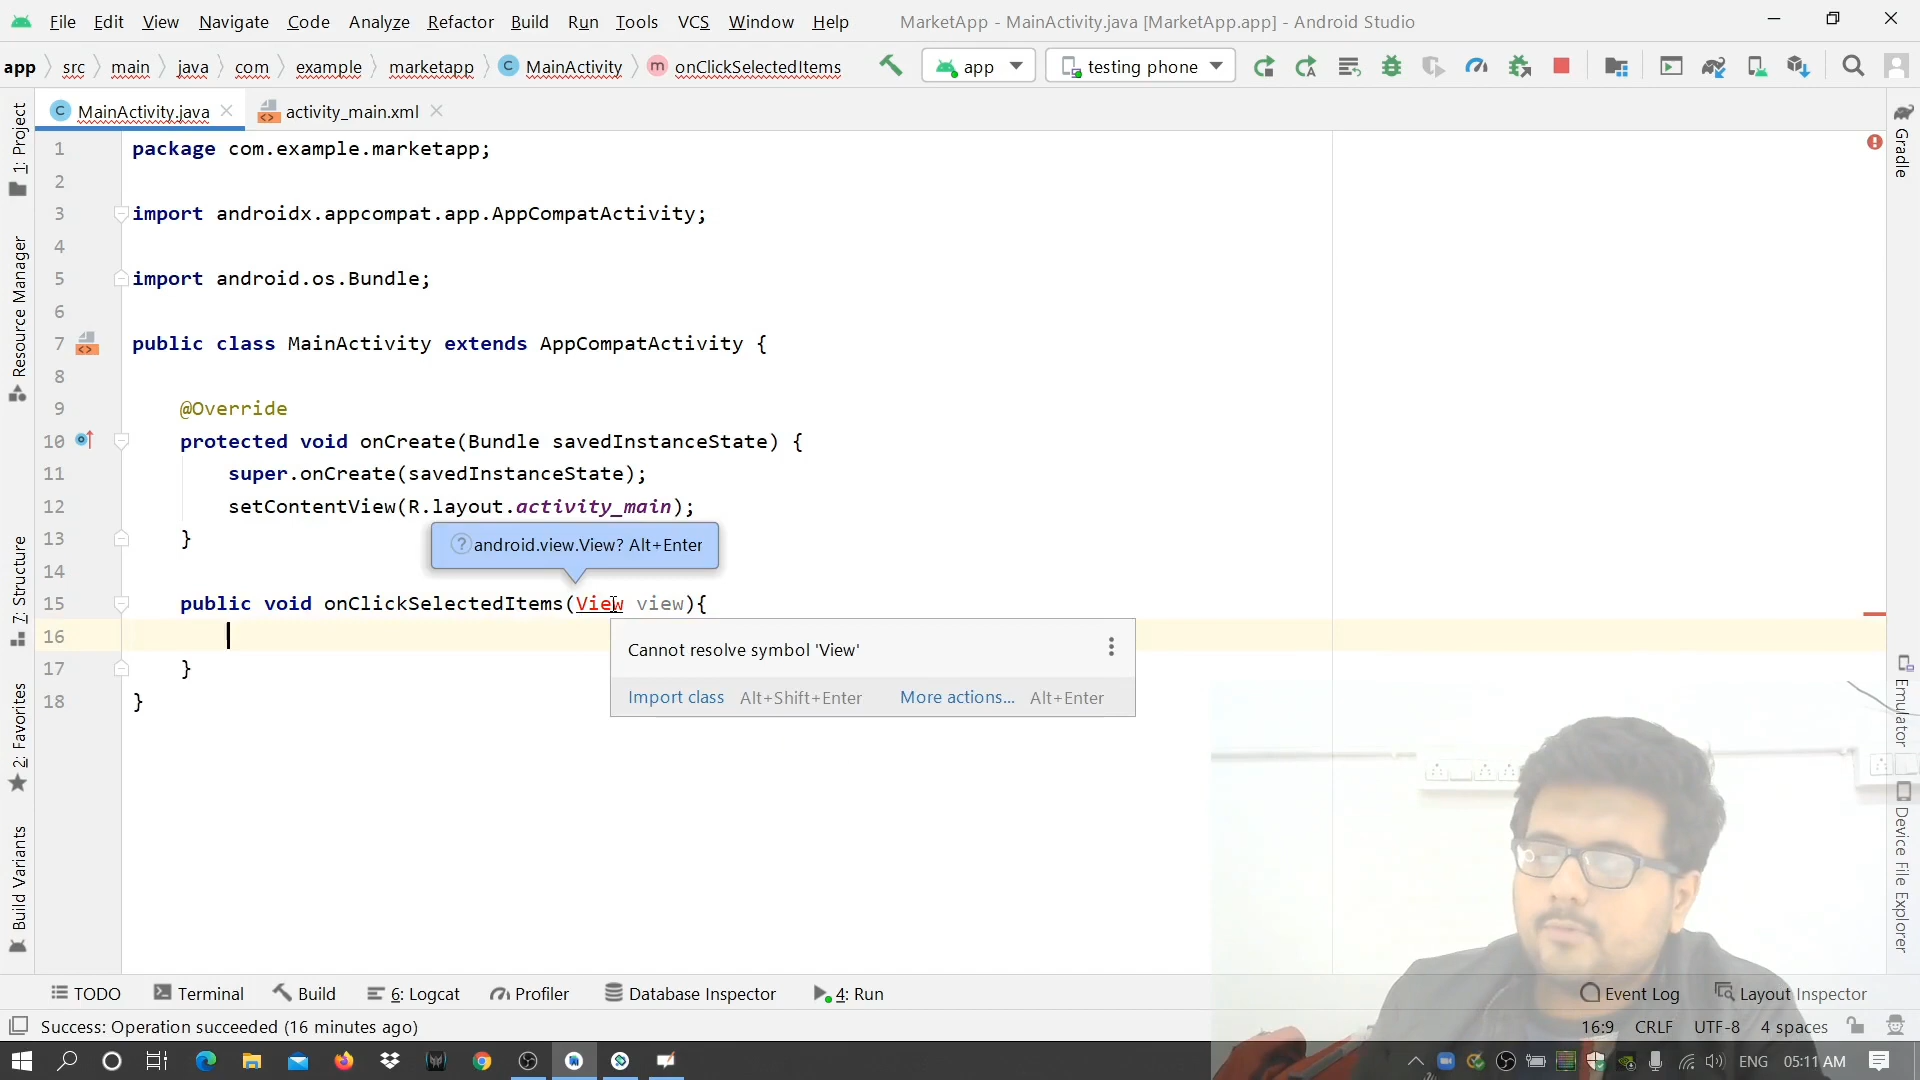 File Edit View Navigate Code Analyze Refactor Build Run Tools VCS Window Help MarketApp - MainActivity.java [MarketApp.app] - Android Studio
app src main java com example marketapp MainActivity onClickSelectedItems app testing phone
MainActivity.java activity_main.xml
1 package com.example.marketapp;
2
3 import androidx.appcompat.app.AppCompatActivity;
4
5 import android.os.Bundle;
6
7 public class MainActivity extends AppCompatActivity {
8
9 @Override
10 protected void onCreate(Bundle savedInstanceState) {
11 super.onCreate(savedInstanceState);
12 setContentView(R.layout.activity_main);
13 }
android.view.View? Alt+Enter
14
15 public void onClickSelectedItems(View view){
16
Cannot resolve symbol 'View'
17 }
Import class Alt+Shift+Enter More actions... Alt+Enter
18 }
1: Project
Resource Manager
7: Structure
2: Favorites
Build Variants
Gradle
Emulator
Device File Explorer
TODO Terminal Build 6: Logcat Profiler Database Inspector 4: Run Event Log Layout Inspector
Success: Operation succeeded (16 minutes ago) 16:9 CRLF UTF-8 4 spaces
ENG 05:11 AM